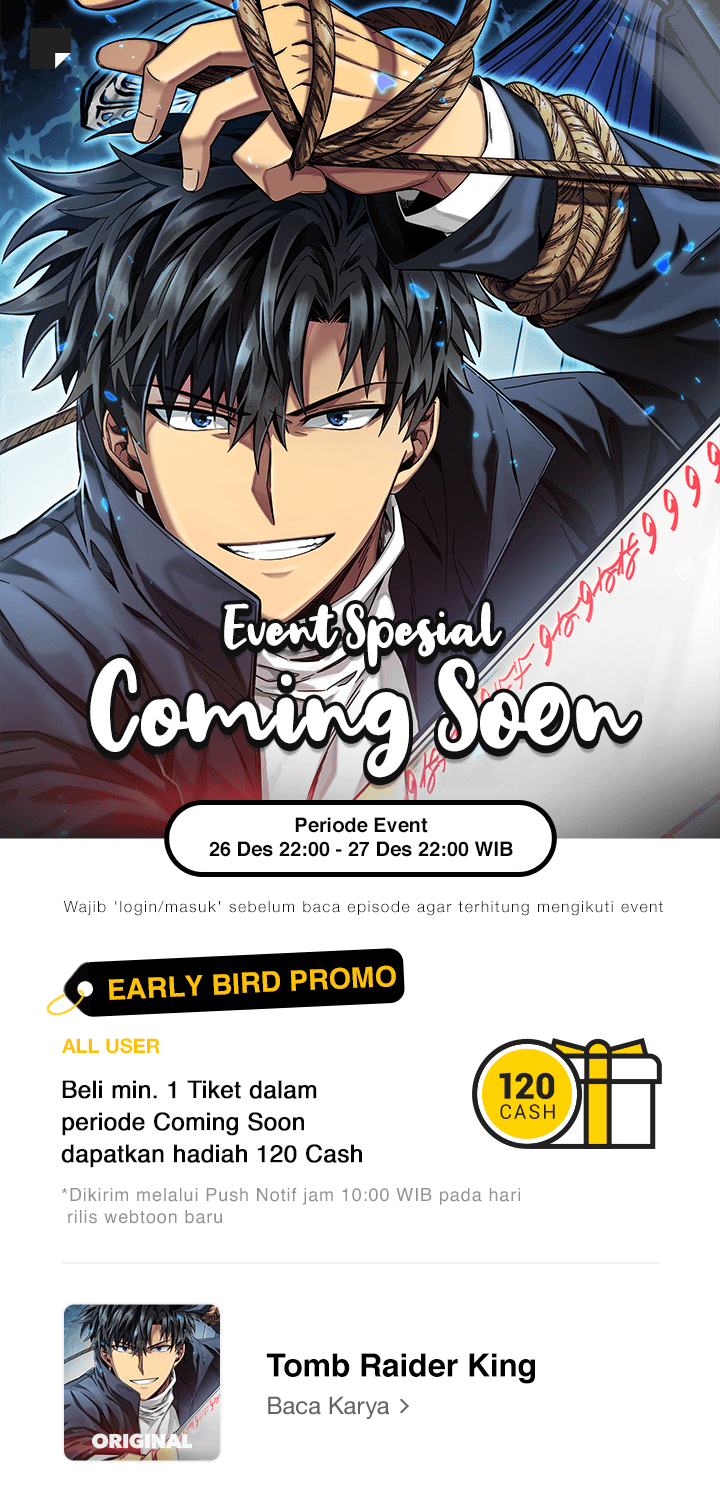 Event Spesial
Coming Soon
Periode Event
26 Des 22:00 - 27 Des 22:00 WIB
Wajib 'login/masuk' sebelum baca episode agar terhitung mengikuti event
EARLY BIRD PROMO
ALL USER
Beli min. 1 Tiket dalam
periode Coming Soon
dapatkan hadiah 120 Cash
120
CASH
*Dikirim melalui Push Notif jam 10:00 WIB pada hari
rilis webtoon baru
ORIGINAL
Tomb Raider King
Baca Karya >